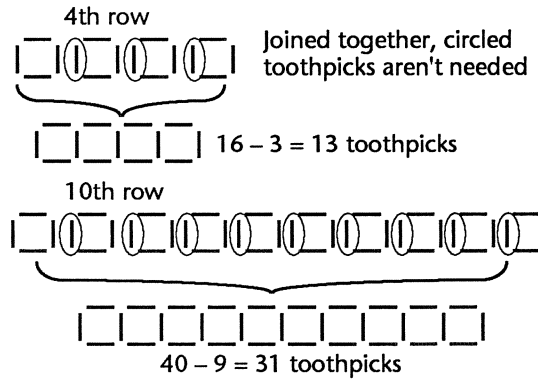 4th row
Joined together, circled
toothpicks aren't needed
16 – 3 = 13 toothpicks
10th row
40 – 9 = 31 toothpicks